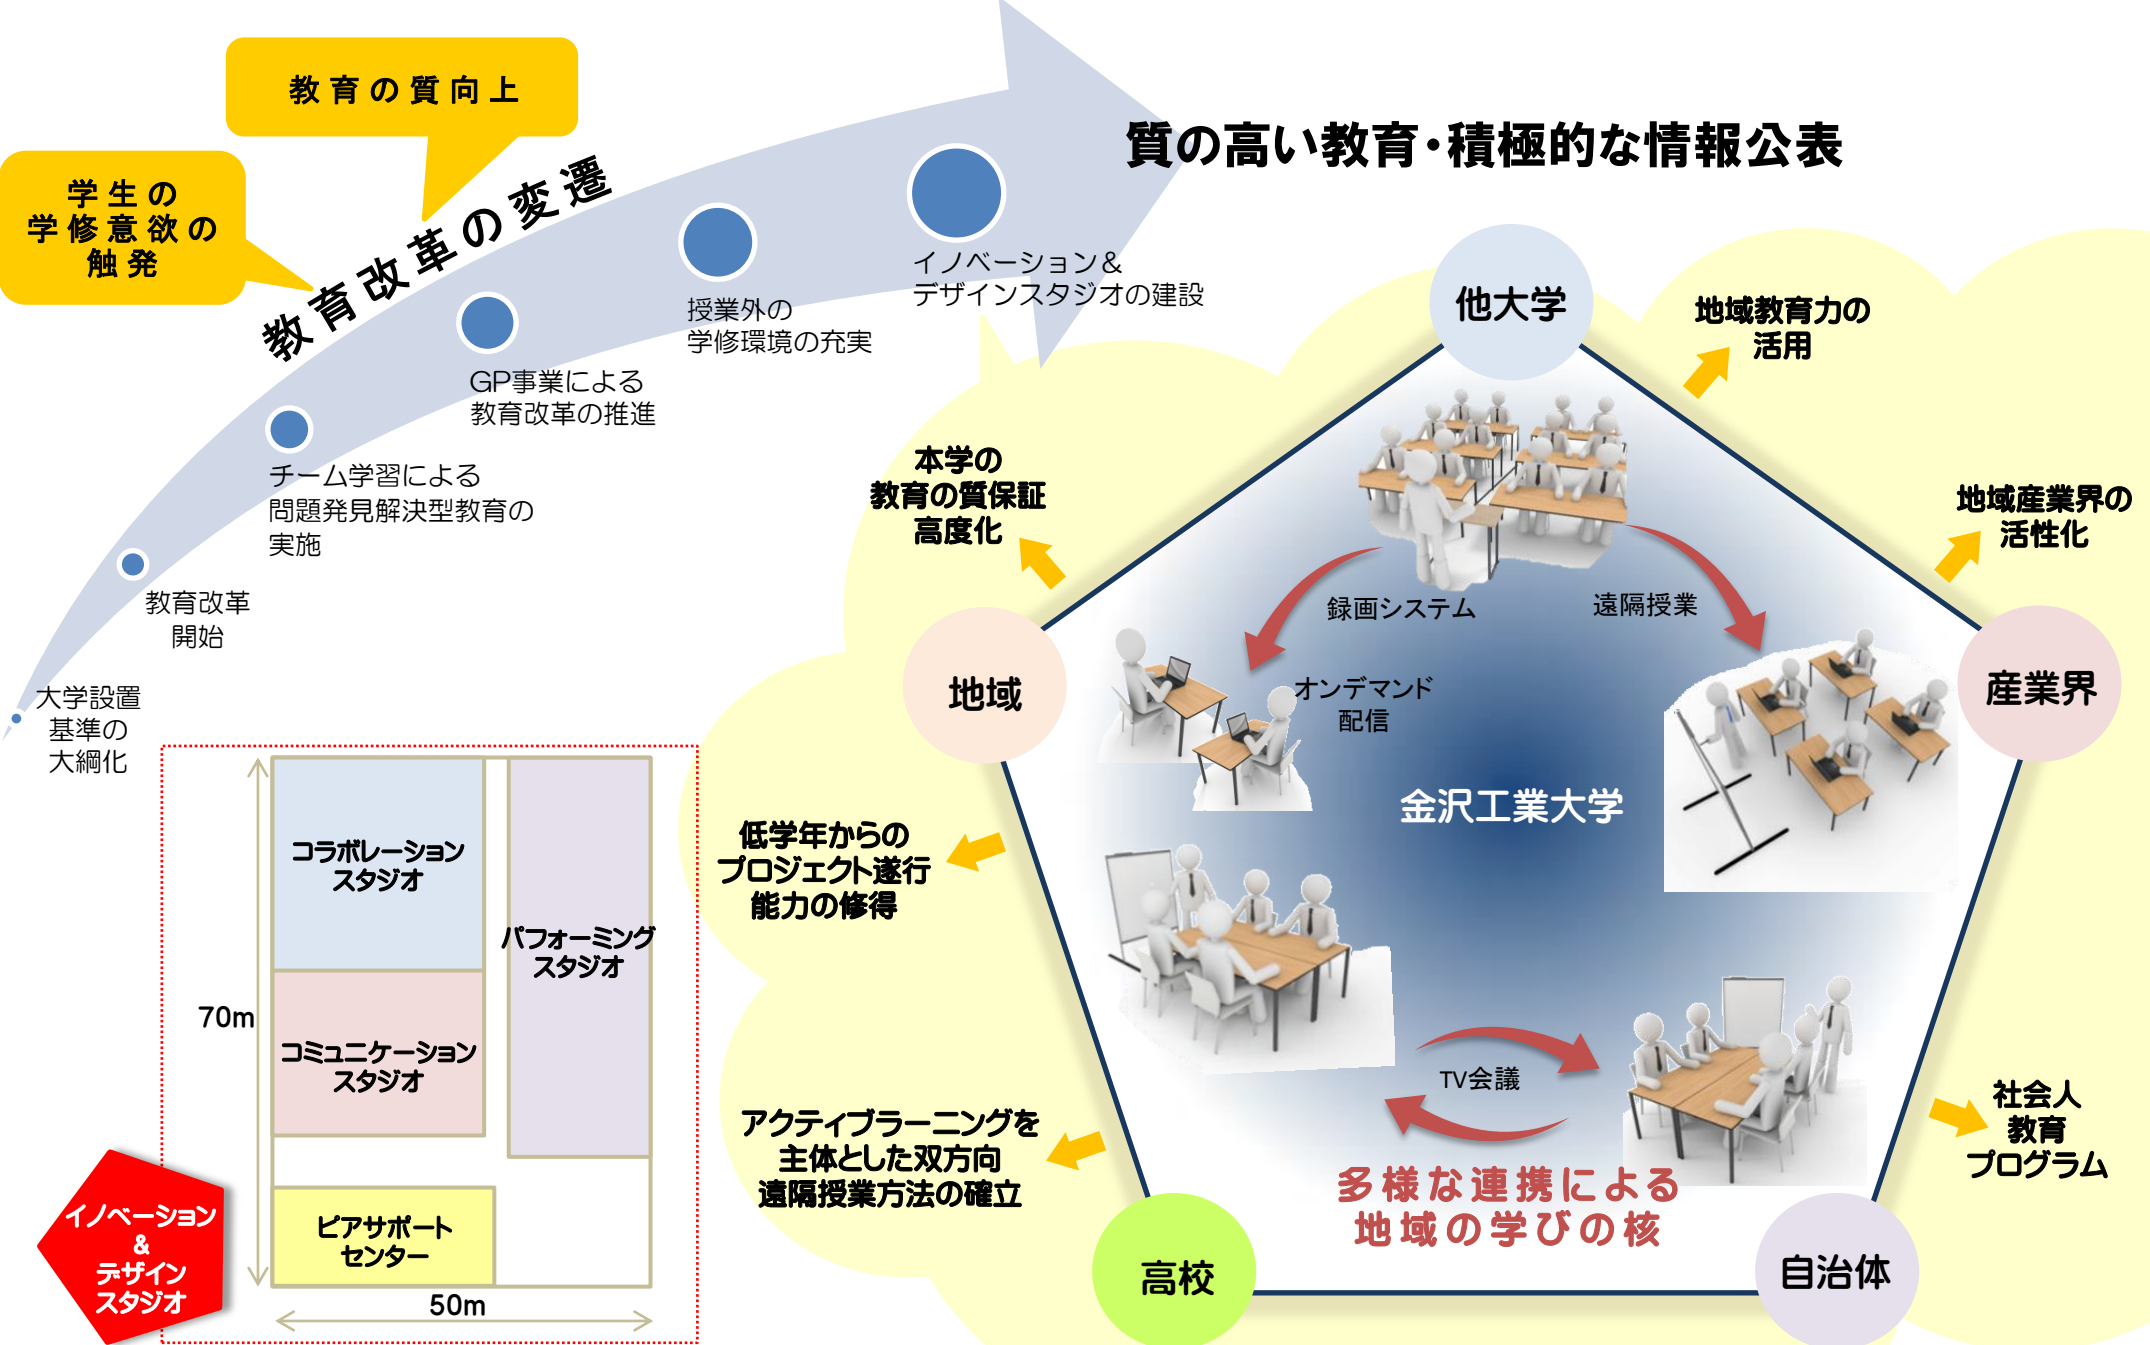 教育の質向上
学生の
学修意欲の
触発
教育改革の変遷
質の高い教育・積極的な情報公表
イノベーション＆
デザインスタジオの建設
授業外の
学修環境の充実
GP事業による
教育改革の推進
チーム学習による
問題発見解決型教育の
実施
教育改革
開始
大学設置
基準の
大綱化
他大学
地域教育力の
活用
本学の
教育の質保証
高度化
地域産業界の
活性化
録画システム
遠隔授業
地域
産業界
オンデマンド
配信
金沢工業大学
低学年からの
プロジェクト遂行
能力の修得
TV会議
アクティブラーニングを
主体とした双方向
遠隔授業方法の確立
社会人
教育
プログラム
多様な連携による
地域の学びの核
高校
自治体
コラボレーション
スタジオ
パフォーミング
スタジオ
70m
コミュニケーション
スタジオ
ピアサポート
センター
50m
イノベーション
&
デザイン
スタジオ